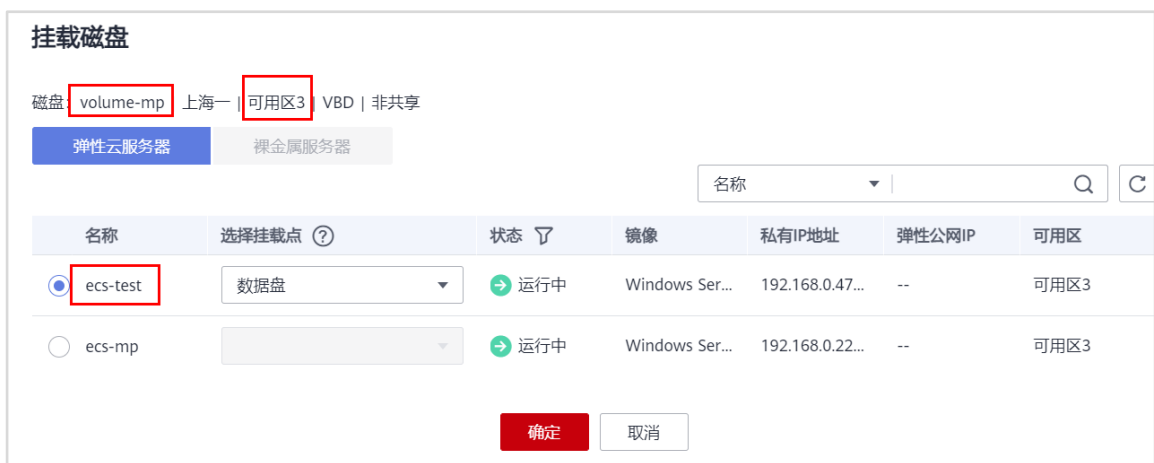 挂载磁盘
磁盘: volume-mp 上海一 | 可用区3 | VBD | 非共享
弹性云服务器 裸金属服务器
名称
名称 选择挂载点 ? 状态 镜像 私有IP地址 弹性公网IP 可用区
ecs-test 数据盘 运行中 Windows Ser... 192.168.0.47... -- 可用区3
ecs-mp 运行中 Windows Ser... 192.168.0.22... -- 可用区3
确定 取消